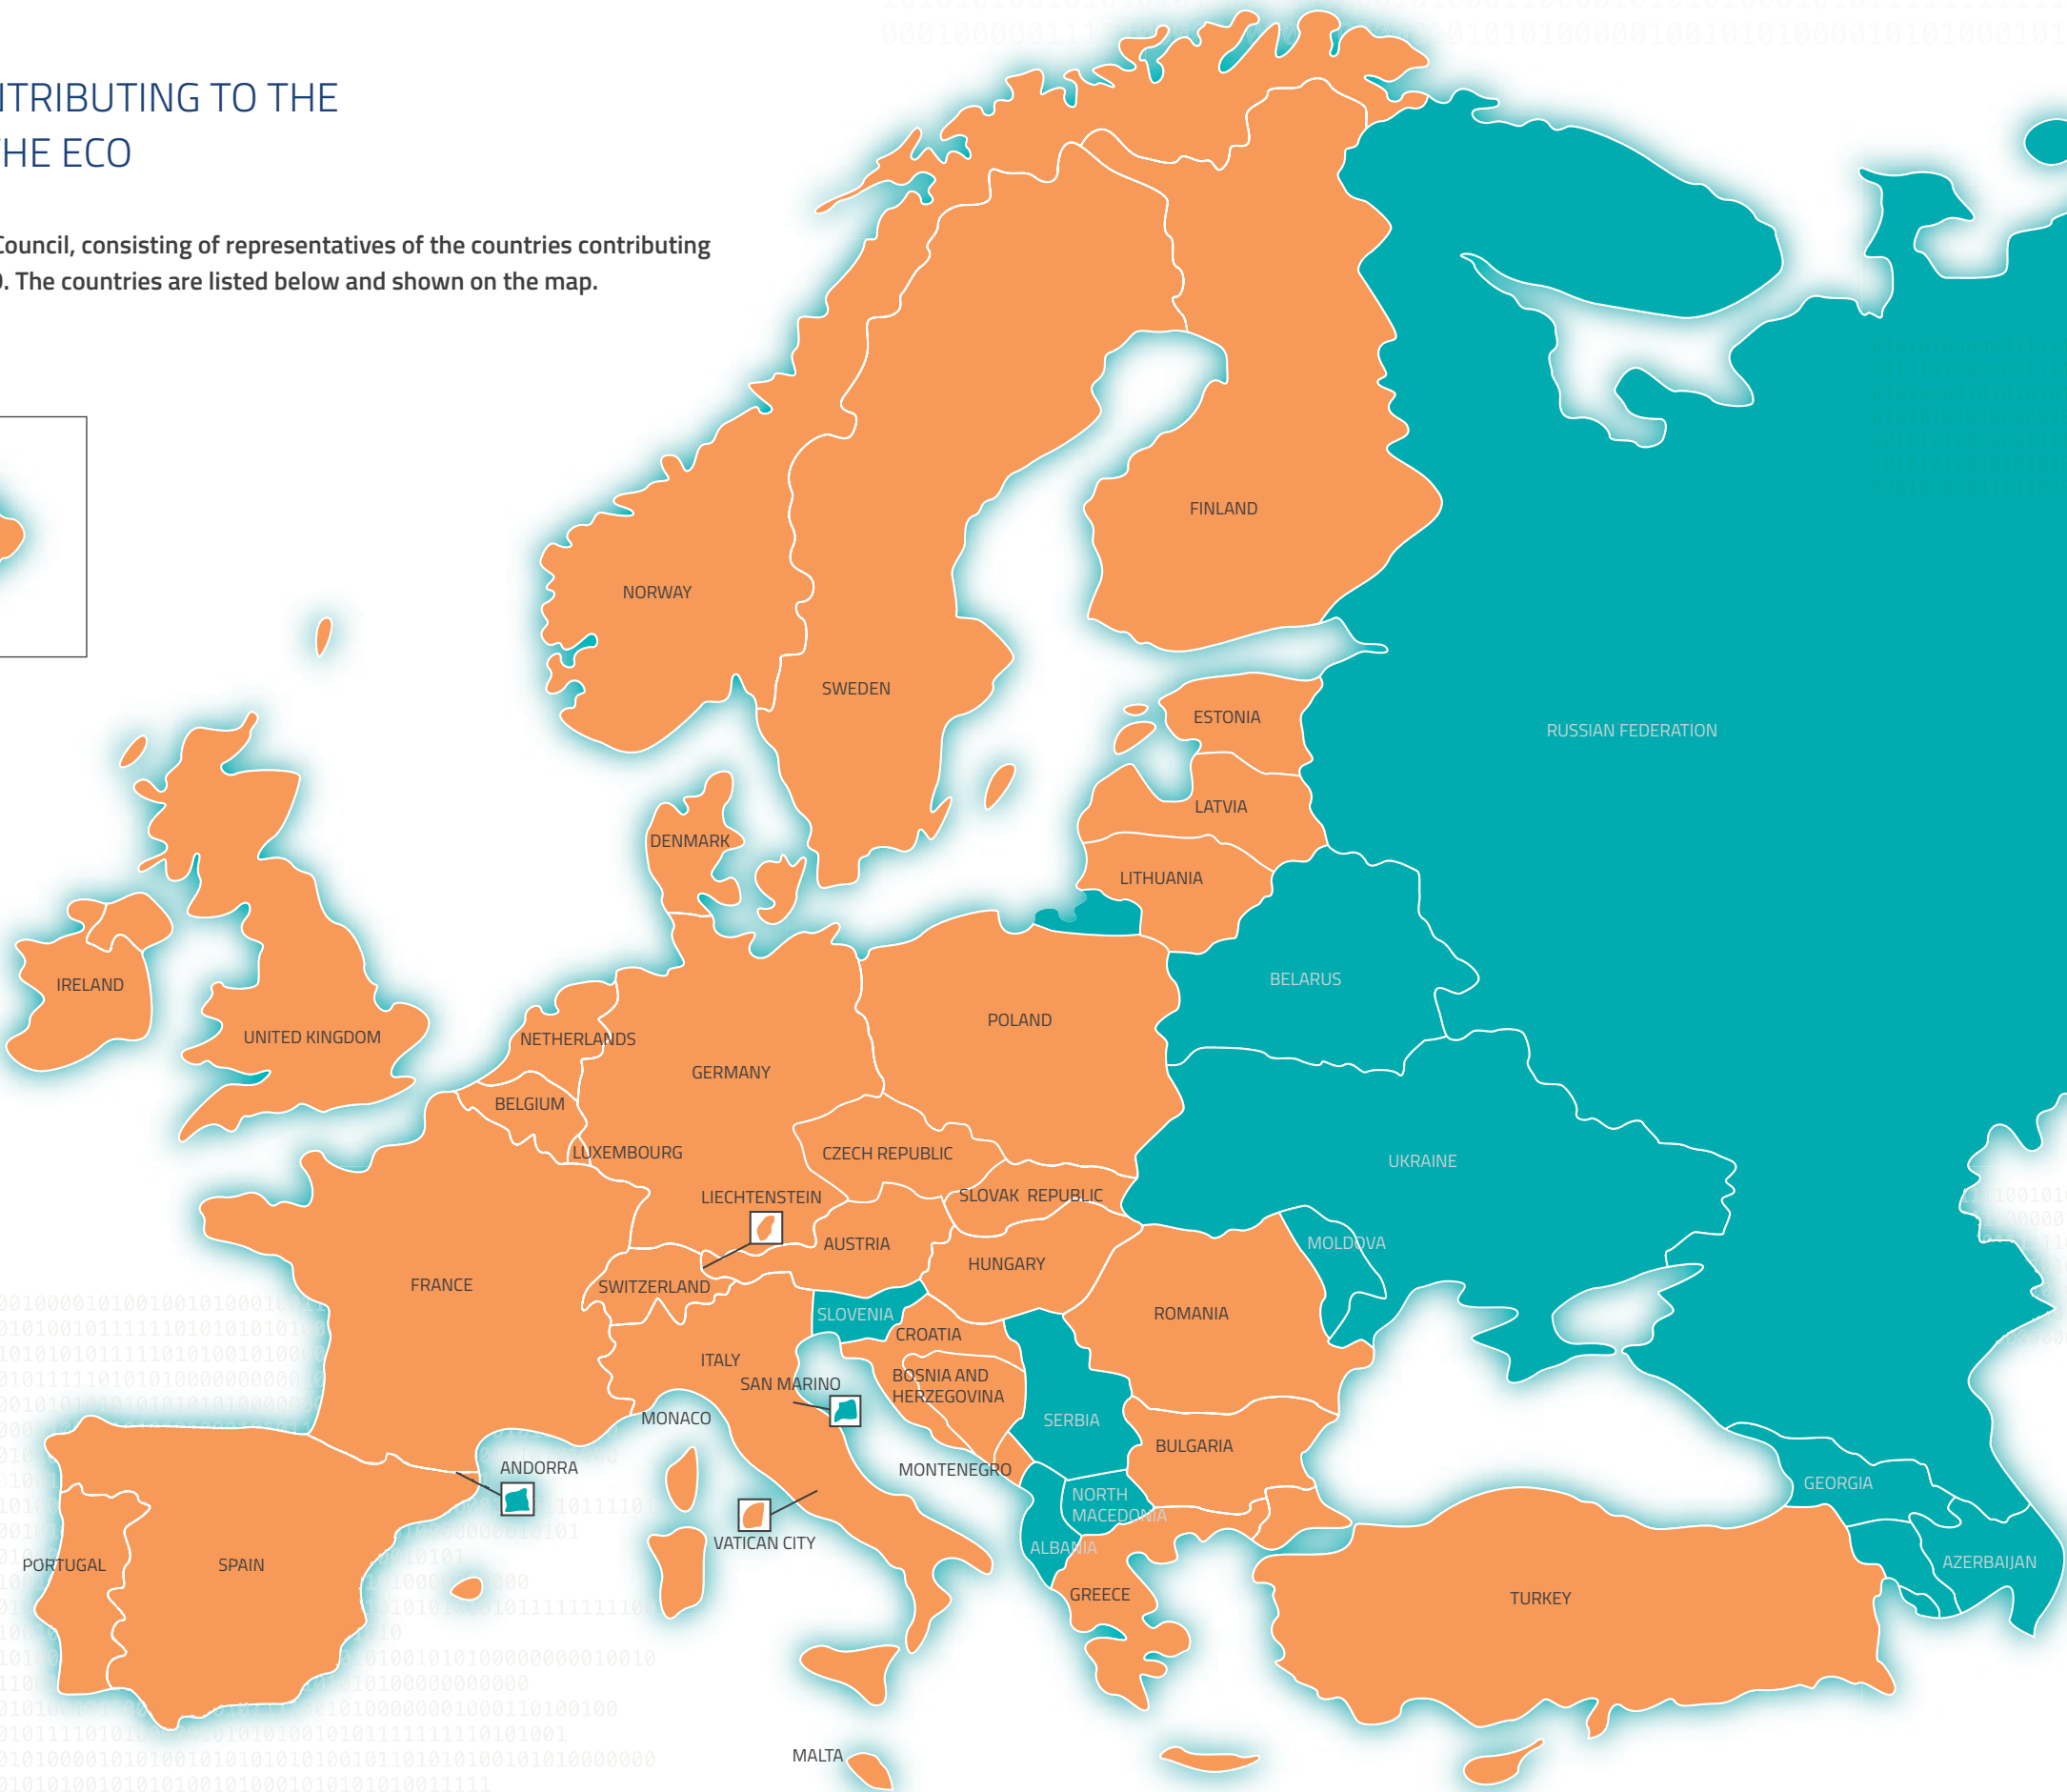 NTRIBUTING TO THE
THE ECO
Council, consisting of representatives of the countries contributing
. The countries are listed below and shown on the map.
FINLAND
NORWAY
SWEDEN
ESTONIA
RUSSIAN FEDERATION
LATVIA
DENMARK
LITHUANIA
BELARUS
IRELAND
POLAND
UNITED KINGDOM
NETHERLANDS
GERMANY
BELGIUM
LUXEMBOURG
CZECH REPUBLIC
UKRAINE
LIECHTENSTEIN
SLOVAK REPUBLIC
AUSTRIA
MOLDOVA
HUNGARY
FRANCE
SWITZERLAND
SLOVENIA
ROMANIA
CROATIA
ITALY
BOSNIA AND
HERZEGOVINA
SAN MARINO
MONACO
SERBIA
BULGARIA
ANDORRA
MONTENEGRO
GEORGIA
NORTH
MACEDONIA
VATICAN CITY
ALBANIA
AZERBAIJAN
PORTUGAL
SPAIN
GREECE
TURKEY
MALTA